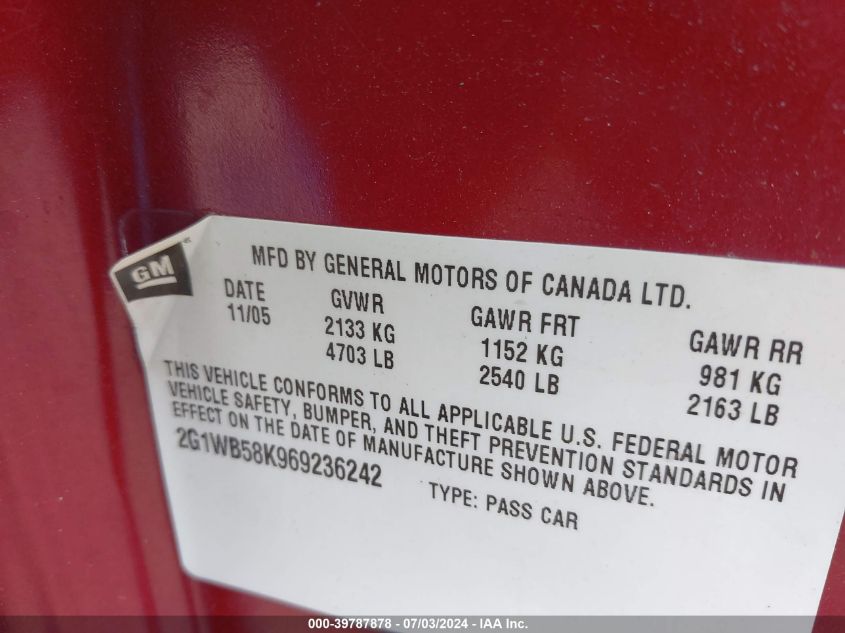 GM
MFD BY GENERAL MOTORS OF CANADA LTD.
DATE GVWR GAWR FRT GAWR RR
11/05 2133 KG 1152 KG 981 KG
4703 LB 2540 LB 2163 LB
THIS VEHICLE CONFORMS TO ALL APPLICABLE U.S. FEDERAL MOTOR
VEHICLE SAFETY, BUMPER, AND THEFT PREVENTION STANDARDS IN
EFFECT ON THE DATE OF MANUFACTURE SHOWN ABOVE.
2G1WB58K969236242 TYPE: PASS CAR
000-39787878 - 07/03/2024 - IAA Inc.